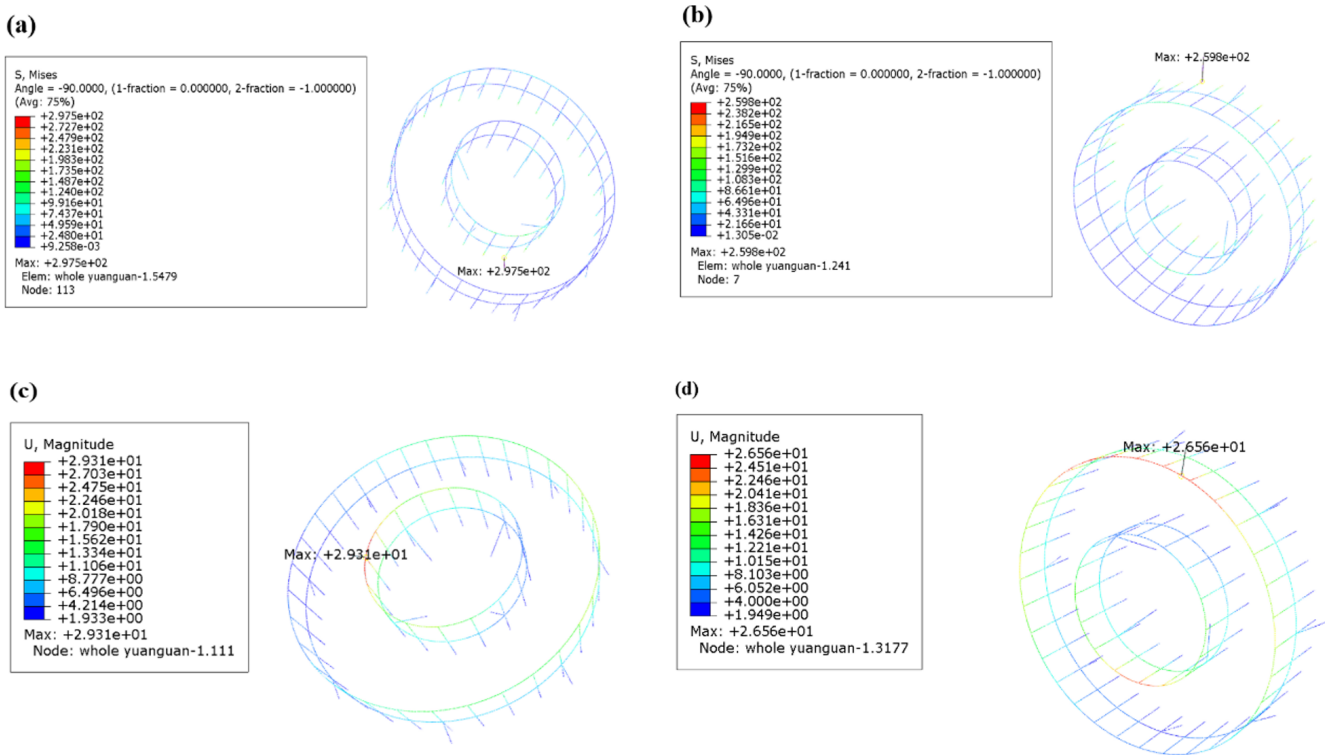 (a)
S, Mises
Angle = -90.0000, (1-fraction = 0.000000, 2-fraction = -1.000000)
(Avg: 75%)
+2.975e+02
+2.727e+02
+2.479e+02
+2.231e+02
+1.983e+02
+1.735e+02
+1.487e+02
+1.240e+02
+9.916e+01
+7.437e+01
+4.959e+01
+2.480e+01
+9.258e-03
Max: +2.975e+02
Elem: whole yuanguan-1.5479
Node: 113
Max: +2.975e+02
(b)
S, Mises
Angle = -90.0000, (1-fraction = 0.000000, 2-fraction = -1.000000)
(Avg: 75%)
+2.598e+02
+2.382e+02
+2.165e+02
+1.949e+02
+1.732e+02
+1.516e+02
+1.299e+02
+1.083e+02
+8.661e+01
+6.496e+01
+4.331e+01
+2.166e+01
+1.305e-02
Max: +2.598e+02
Elem: whole yuanguan-1.241
Node: 7
Max: +2.598e+02
(c)
U, Magnitude
+2.931e+01
+2.703e+01
+2.475e+01
+2.246e+01
+2.018e+01
+1.790e+01
+1.562e+01
+1.334e+01
+1.106e+01
+8.777e+00
+6.496e+00
+4.214e+00
+1.933e+00
Max: +2.931e+01
Node: whole yuanguan-1.111
Max: +2.931e+01
(d)
U, Magnitude
+2.656e+01
+2.451e+01
+2.246e+01
+2.041e+01
+1.836e+01
+1.631e+01
+1.426e+01
+1.221e+01
+1.015e+01
+8.103e+00
+6.052e+00
+4.000e+00
+1.949e+00
Max: +2.656e+01
Node: whole yuanguan-1.3177
Max: +2.656e+01